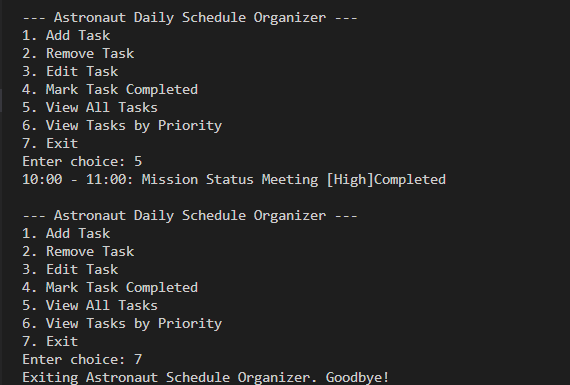 --- Astronaut Daily Schedule Organizer ---
1. Add Task
2. Remove Task
3. Edit Task
4. Mark Task Completed
5. View All Tasks
6. View Tasks by Priority
7. Exit
Enter choice: 5
10:00 - 11:00: Mission Status Meeting [High]Completed

--- Astronaut Daily Schedule Organizer ---
1. Add Task
2. Remove Task
3. Edit Task
4. Mark Task Completed
5. View All Tasks
6. View Tasks by Priority
7. Exit
Enter choice: 7
Exiting Astronaut Schedule Organizer. Goodbye!